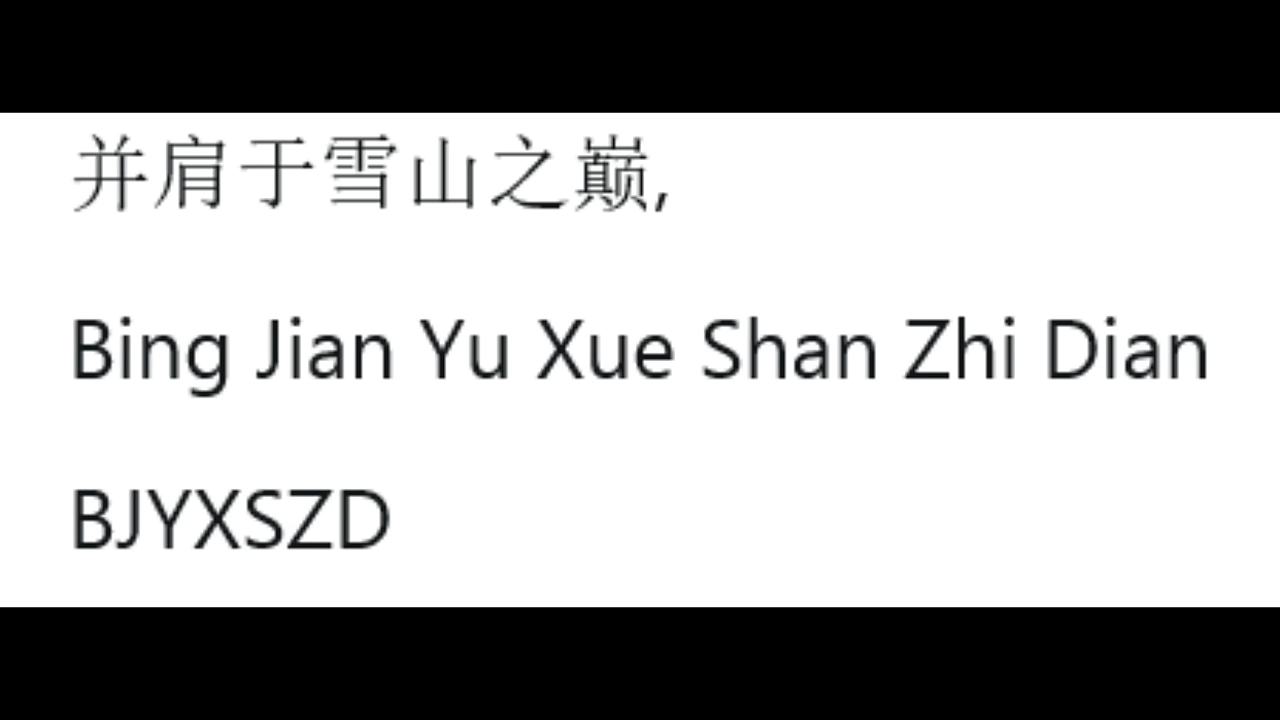 并肩于雪山之巅,
Bing Jian Yu Xue Shan Zhi Dian
BJYXSZD